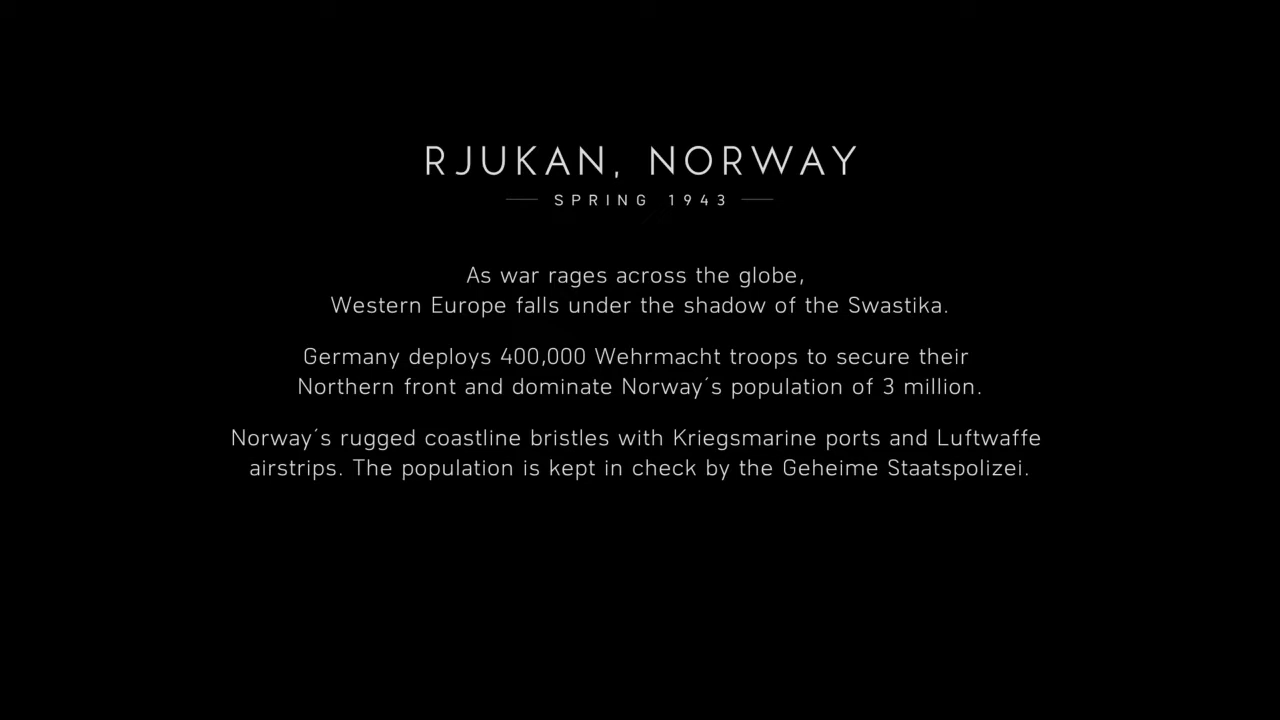 RJUKAN, NORWAY
SPRING 1943
As war rages across the globe,
Western Europe falls under the shadow of the Swastika.
Germany deploys 400,000 Wehrmacht troops to secure their
Northern front and dominate Norway´s population of 3 million.
Norway´s rugged coastline bristles with Kriegsmarine ports and Luftwaffe
airstrips. The population is kept in check by the Geheime Staatspolizei.